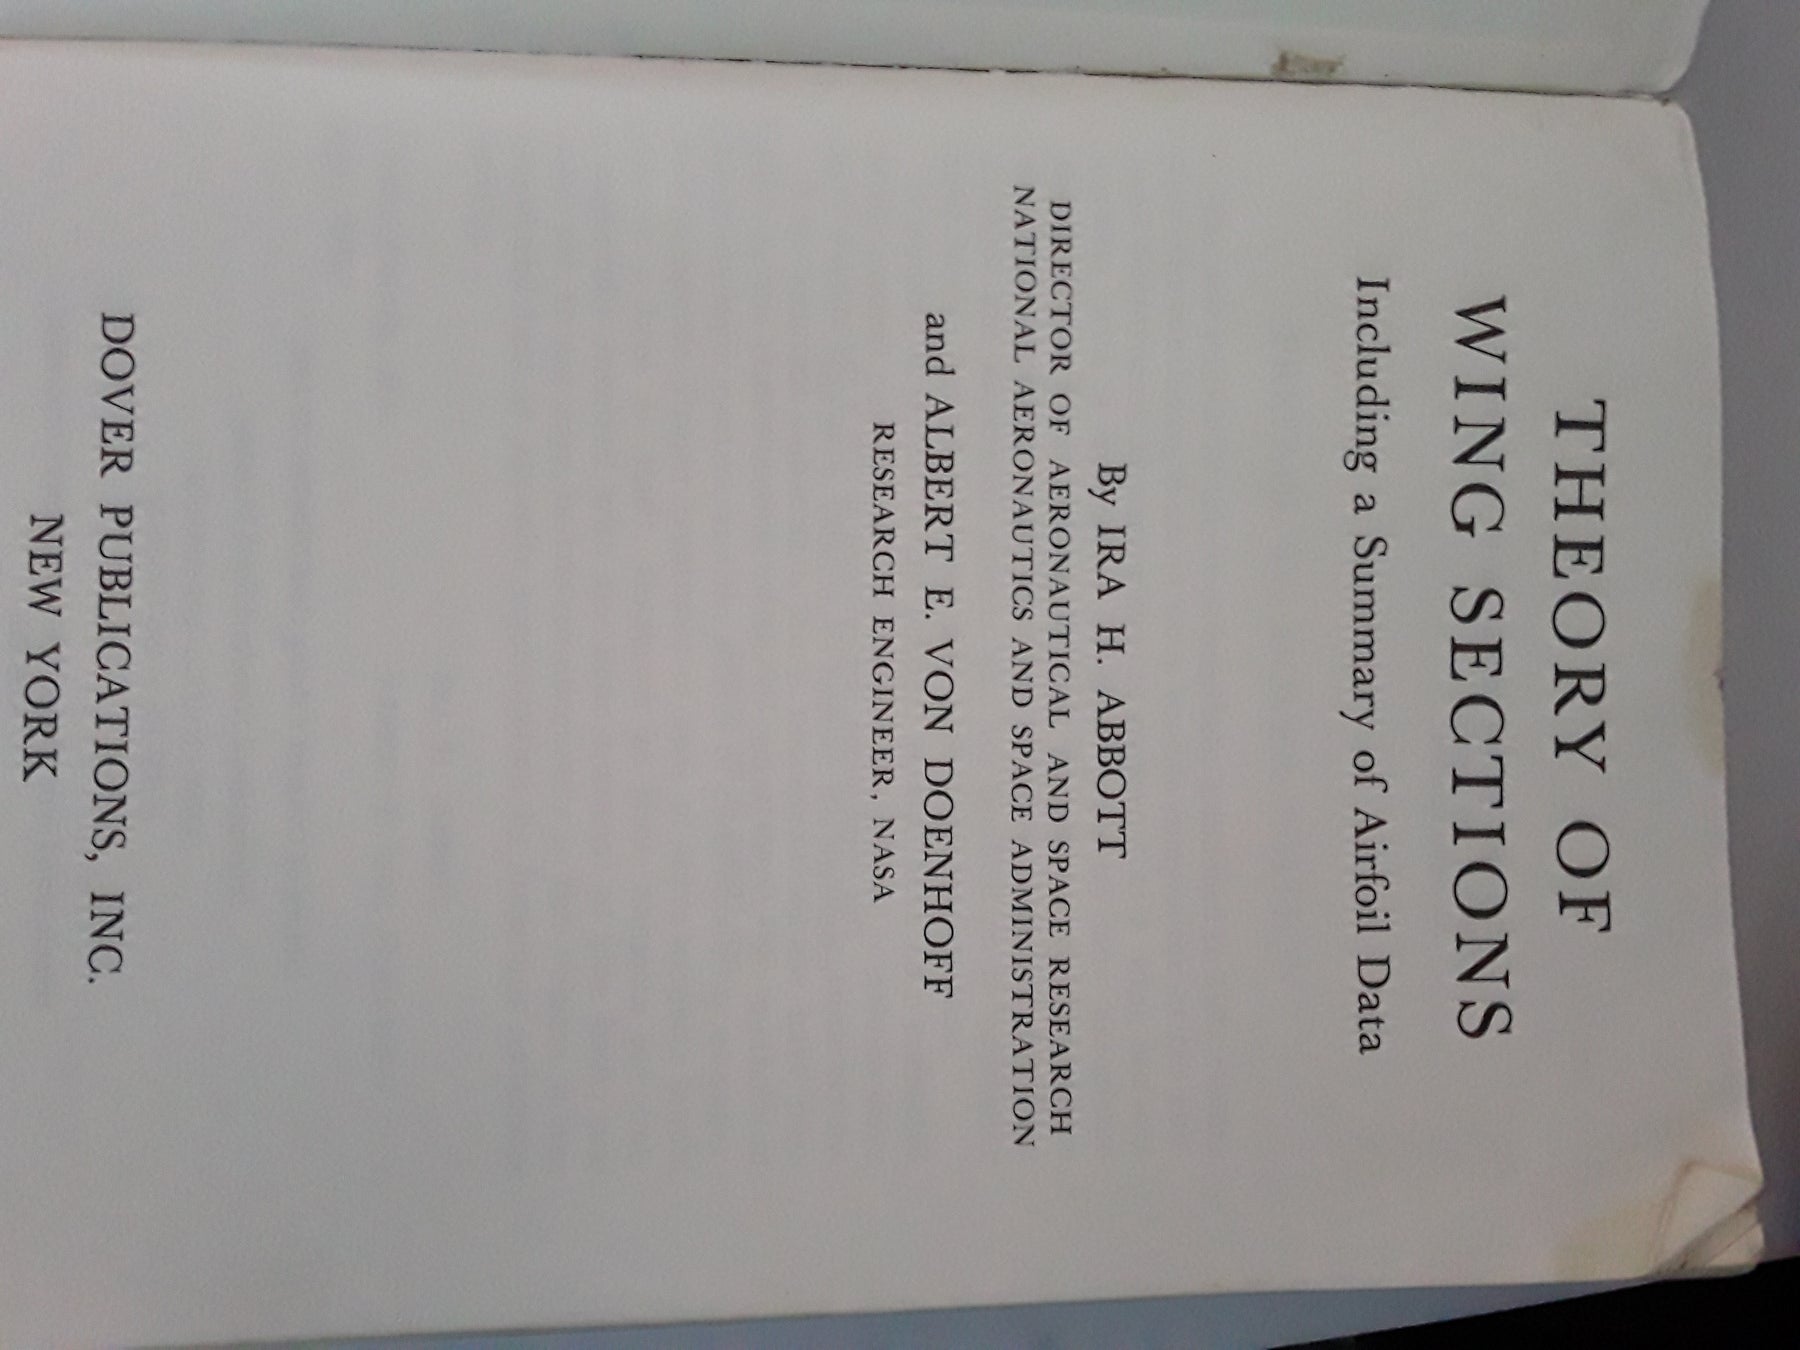 THEORY OF
WING SECTIONS
Including a Summary of Airfoil Data
By IRA H. ABBOTT
DIRECTOR OF AERONAUTICAL AND SPACE RESEARCH
NATIONAL AERONAUTICS AND SPACE ADMINISTRATION
and ALBERT E. VON DOENHOFF
RESEARCH ENGINEER, NASA
DOVER PUBLICATIONS, INC.
NEW YORK